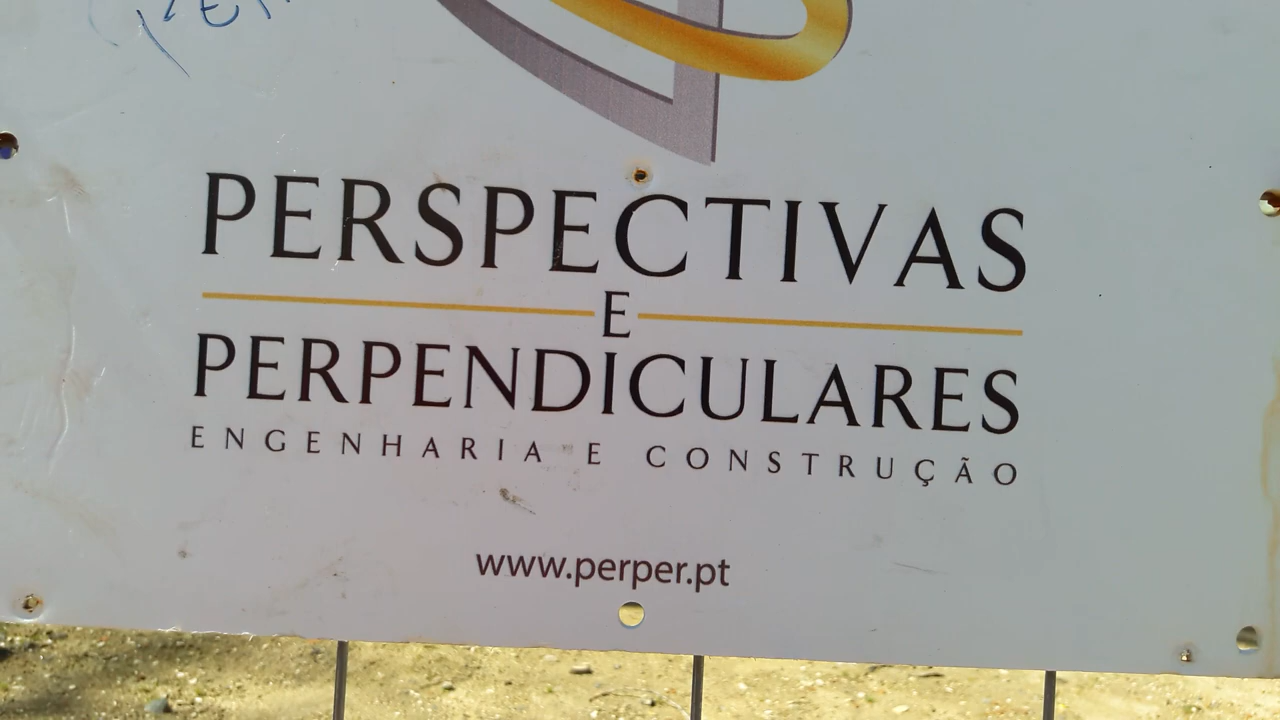 PERSPECTIVAS
E
PERPENDICULARES
ENGENHARIA E CONSTRUÇÃO
www.perper.pt